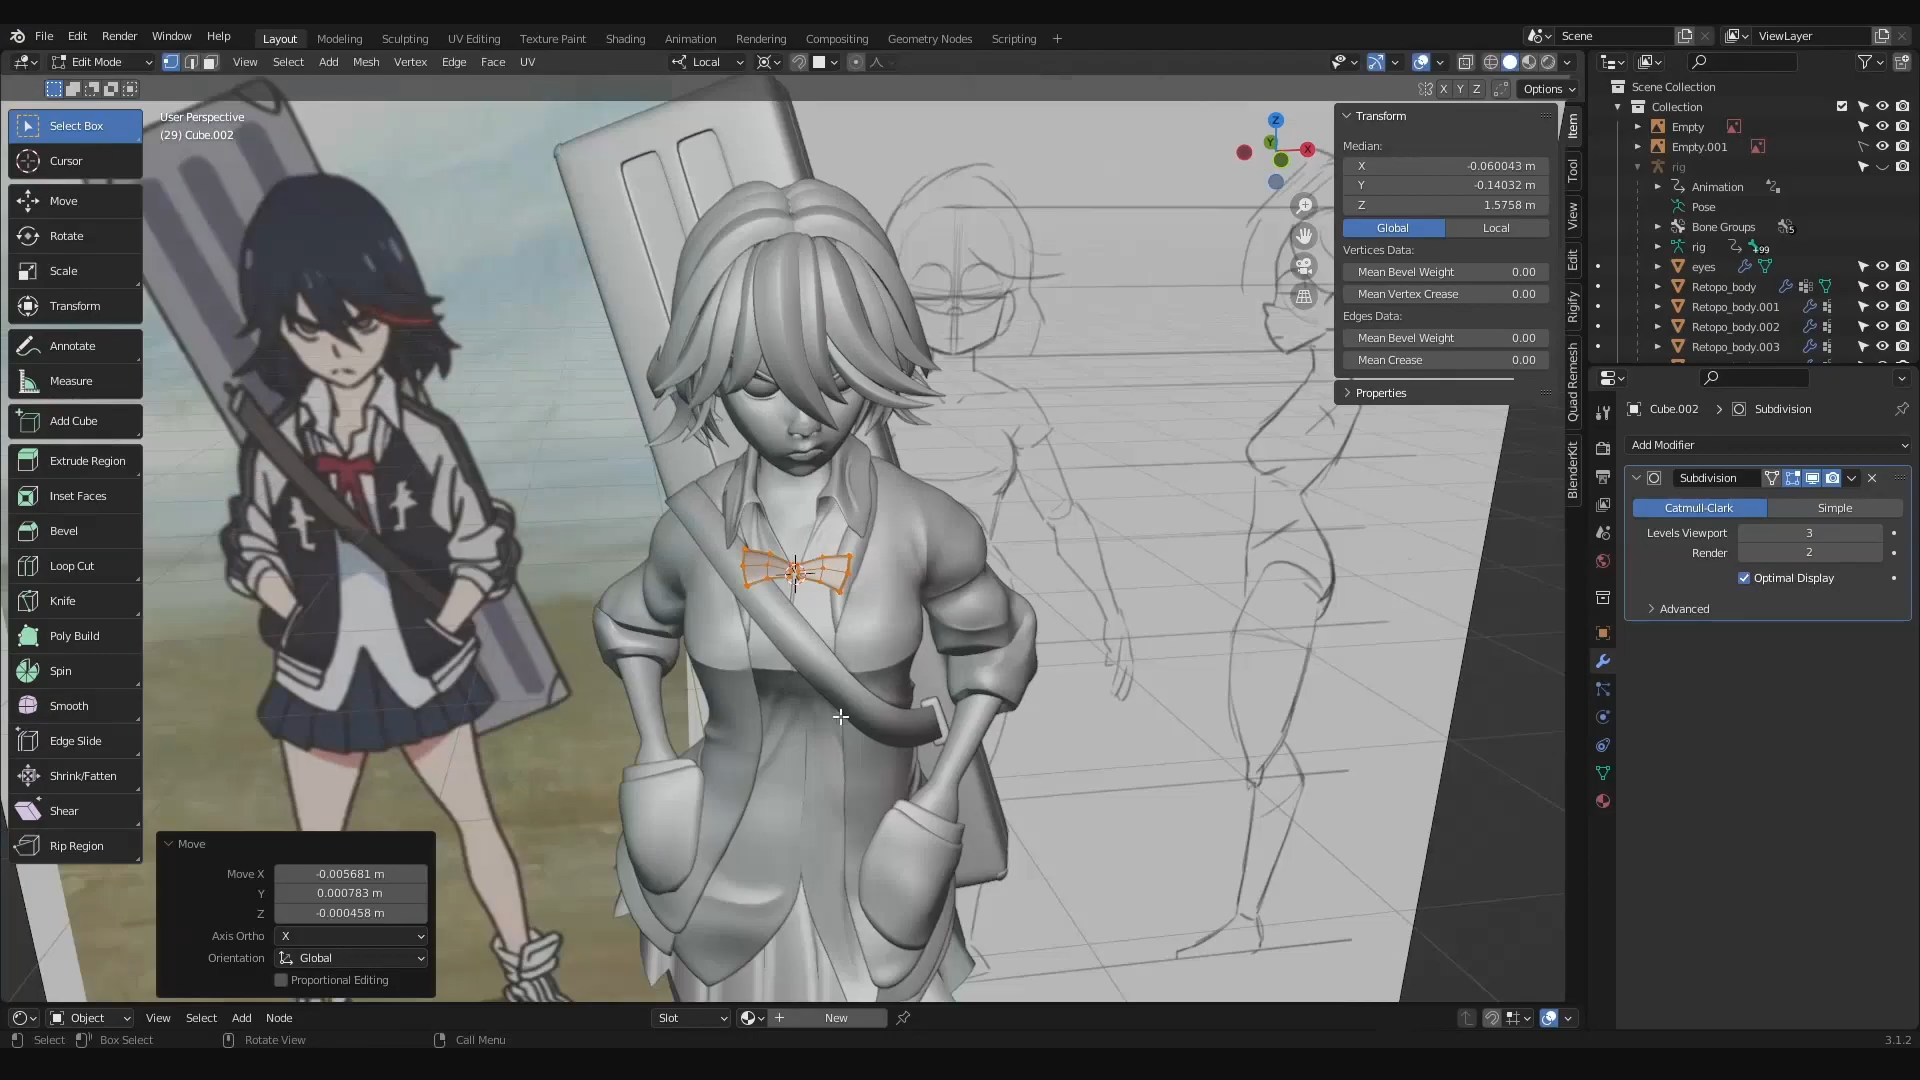 File Edit Render Window Help Layout Modeling Sculpting UV Editing Texture Paint Shading Animation Rendering Compositing Geometry Nodes Scripting + Scene ViewLayer
Edit Mode View Select Add Mesh Vertex Edge Face UV Local
X Y Z Options
User Perspective
(29) Cube.002
Select Box
Cursor
Move
Rotate
Scale
Transform
Annotate
Measure
Add Cube
Extrude Region
Inset Faces
Bevel
Loop Cut
Knife
Poly Build
Spin
Smooth
Edge Slide
Shrink/Fatten
Shear
Rip Region
Move
Move X -0.005681 m
Y 0.000783 m
Z -0.000458 m
Axis Ortho X
Orientation Global
Proportional Editing
Z
Y
X
Transform
Median:
X -0.060043 m
Y -0.14032 m
Z 1.5758 m
Global Local
Vertices Data:
Mean Bevel Weight 0.00
Mean Vertex Crease 0.00
Edges Data:
Mean Bevel Weight 0.00
Mean Crease 0.00
Properties
Item
Tool
View
Edit
Rigify
Quad Remesh
BlenderKit
Scene Collection
Collection
Empty
Empty.001
rig
Animation
Pose
Bone Groups 5
rig +99
eyes
Retopo_body
Retopo_body.001
Retopo_body.002
Retopo_body.003
Cube.002 > Subdivision
Add Modifier
Subdivision
Catmull-Clark Simple
Levels Viewport 3
Render 2
Optimal Display
Advanced
Object View Select Add Node Slot New
Select Box Select Rotate View Call Menu 3.1.2